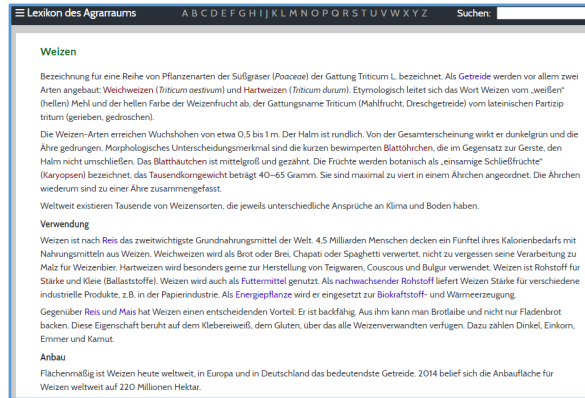 ≡ Lexikon des Agrarraums A B C D E F G H I J K L M N O P Q R S T U V W X Y Z Suchen:
Weizen
Bezeichnung für eine Reihe von Pflanzenarten der Süßgräser (Poaceae) der Gattung Triticum L. bezeichnet. Als Getreide werden vor allem zwei
Arten angebaut: Weichweizen (Triticum aestivum) und Hartweizen (Triticum durum). Etymologisch leitet sich das Wort Weizen vom „weißen"
(hellen) Mehl und der hellen Farbe der Weizenfrucht ab, der Gattungsname Triticum (Mahlfrucht, Dreschgetreide) vom lateinischen Partizip
tritum (gerieben, gedroschen).
Die Weizen-Arten erreichen Wuchshöhen von etwa 0,5 bis 1 m. Der Halm ist rundlich. Von der Gesamterscheinung wirkt er dunkelgrün und die
Ähre gedrungen. Morphologisches Unterscheidungsmerkmal sind die kurzen bewimperten Blattöhrchen, die im Gegensatz zur Gerste, den
Halm nicht umschließen. Das Blatthäutchen ist mittelgroß und gezähnt. Die Früchte werden botanisch als „einsamige Schließfrüchte"
(Karyopsen) bezeichnet, das Tausendkorngewicht beträgt 40–65 Gramm. Sie sind maximal zu viert in einem Ährchen angeordnet. Die Ährchen
wiederum sind zu einer Ähre zusammengefasst.
Weltweit existieren Tausende von Weizensorten, die jeweils unterschiedliche Ansprüche an Klima und Boden haben.
Verwendung
Weizen ist nach Reis das zweitwichtigste Grundnahrungsmittel der Welt. 4,5 Milliarden Menschen decken ein Fünftel ihres Kalorienbedarfs mit
Nahrungsmitteln aus Weizen. Weichweizen wird als Brot oder Brei, Chapati oder Spaghetti verwertet, nicht zu vergessen seine Verarbeitung zu
Malz für Weizenbier. Hartweizen wird besonders gerne zur Herstellung von Teigwaren, Couscous und Bulgur verwendet. Weizen ist Rohstoff für
Stärke und Kleie (Ballaststoffe). Weizen wird auch als Futtermittel genutzt. Als nachwachsender Rohstoff liefert Weizen Stärke für verschiedene
industrielle Produkte, z.B. in der Papierindustrie. Als Energiepflanze wird er eingesetzt zur Biokraftstoff- und Wärmeerzeugung.
Gegenüber Reis und Mais hat Weizen einen entscheidenden Vorteil: Er ist backfähig. Aus ihm kann man Brotlaibe und nicht nur Fladenbrot
backen. Diese Eigenschaft beruht auf dem Klebereiweiß, dem Gluten, über das alle Weizenverwandten verfügen. Dazu zählen Dinkel, Einkorn,
Emmer und Kamut.
Anbau
Flächenmäßig ist Weizen heute weltweit, in Europa und in Deutschland das bedeutendste Getreide. 2014 belief sich die Anbaufläche für
Weizen weltweit auf 220 Millionen Hektar.